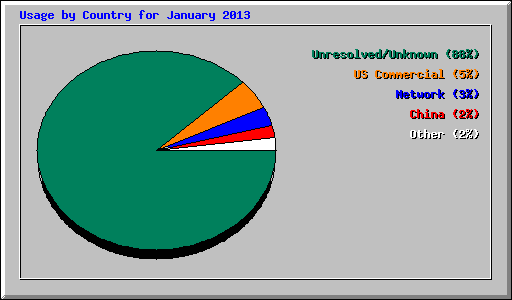 Usage by Country for January 2013
Unresolved/Unknown (88%)
US Commercial (5%)
Network (3%)
China (2%)
Other (2%)